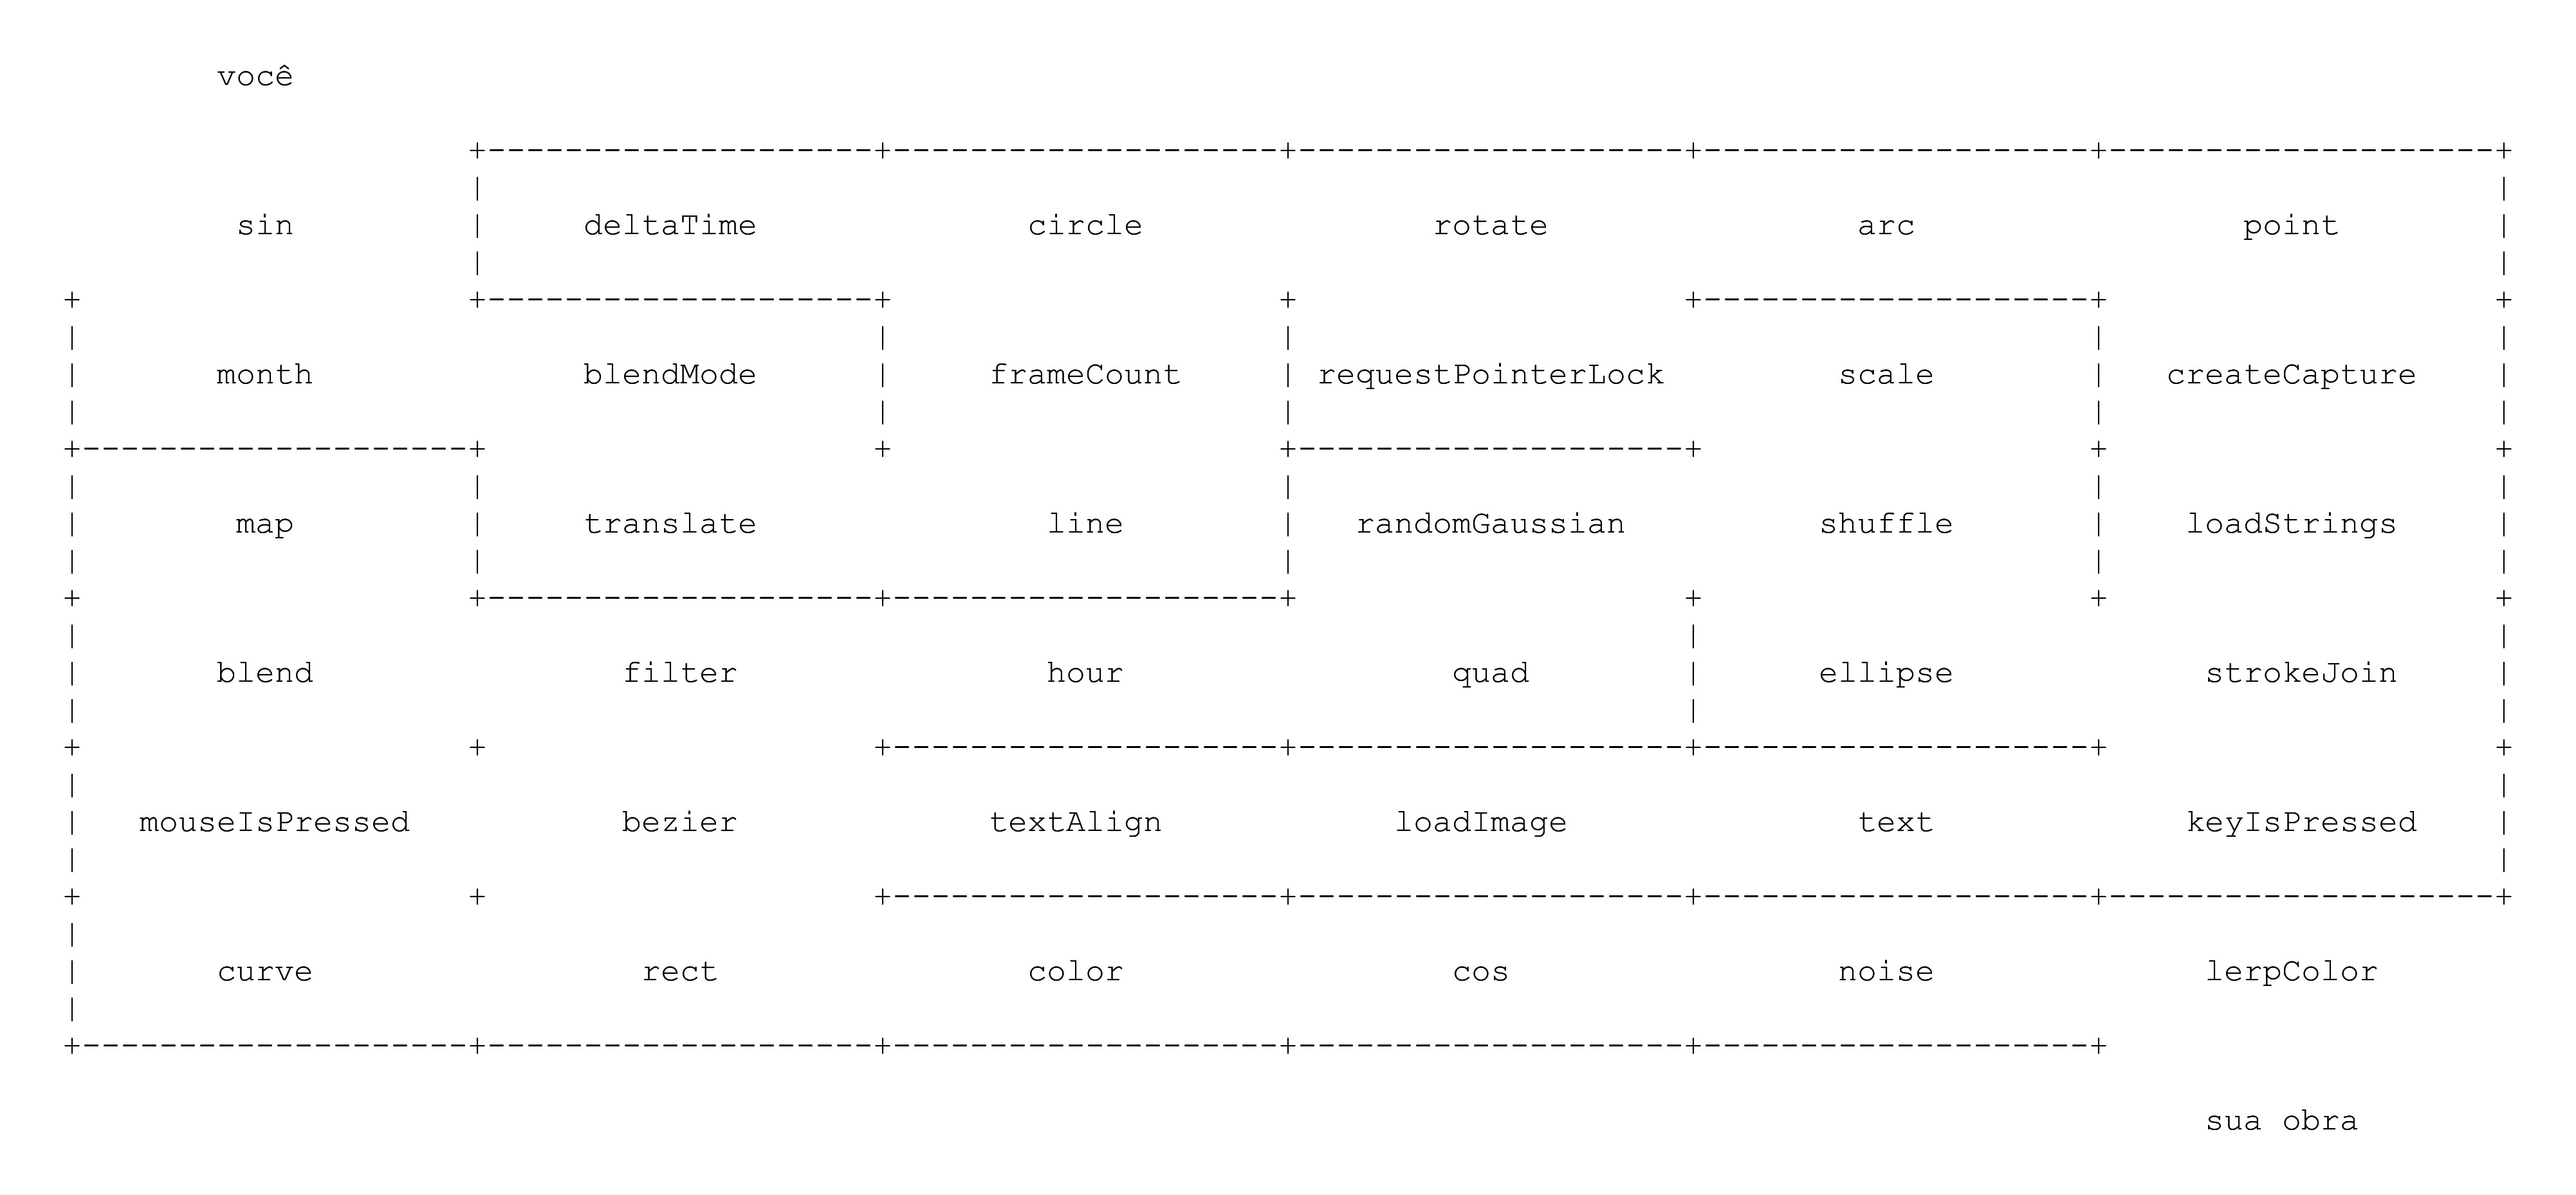 você
sin deltaTime circle rotate arc point
month blendMode frameCount requestPointerLock scale createCapture
map translate line randomGaussian shuffle loadStrings
blend filter hour quad ellipse strokeJoin
mouseIsPressed bezier textAlign loadImage text keyIsPressed
curve rect color cos noise lerpColor
sua obra